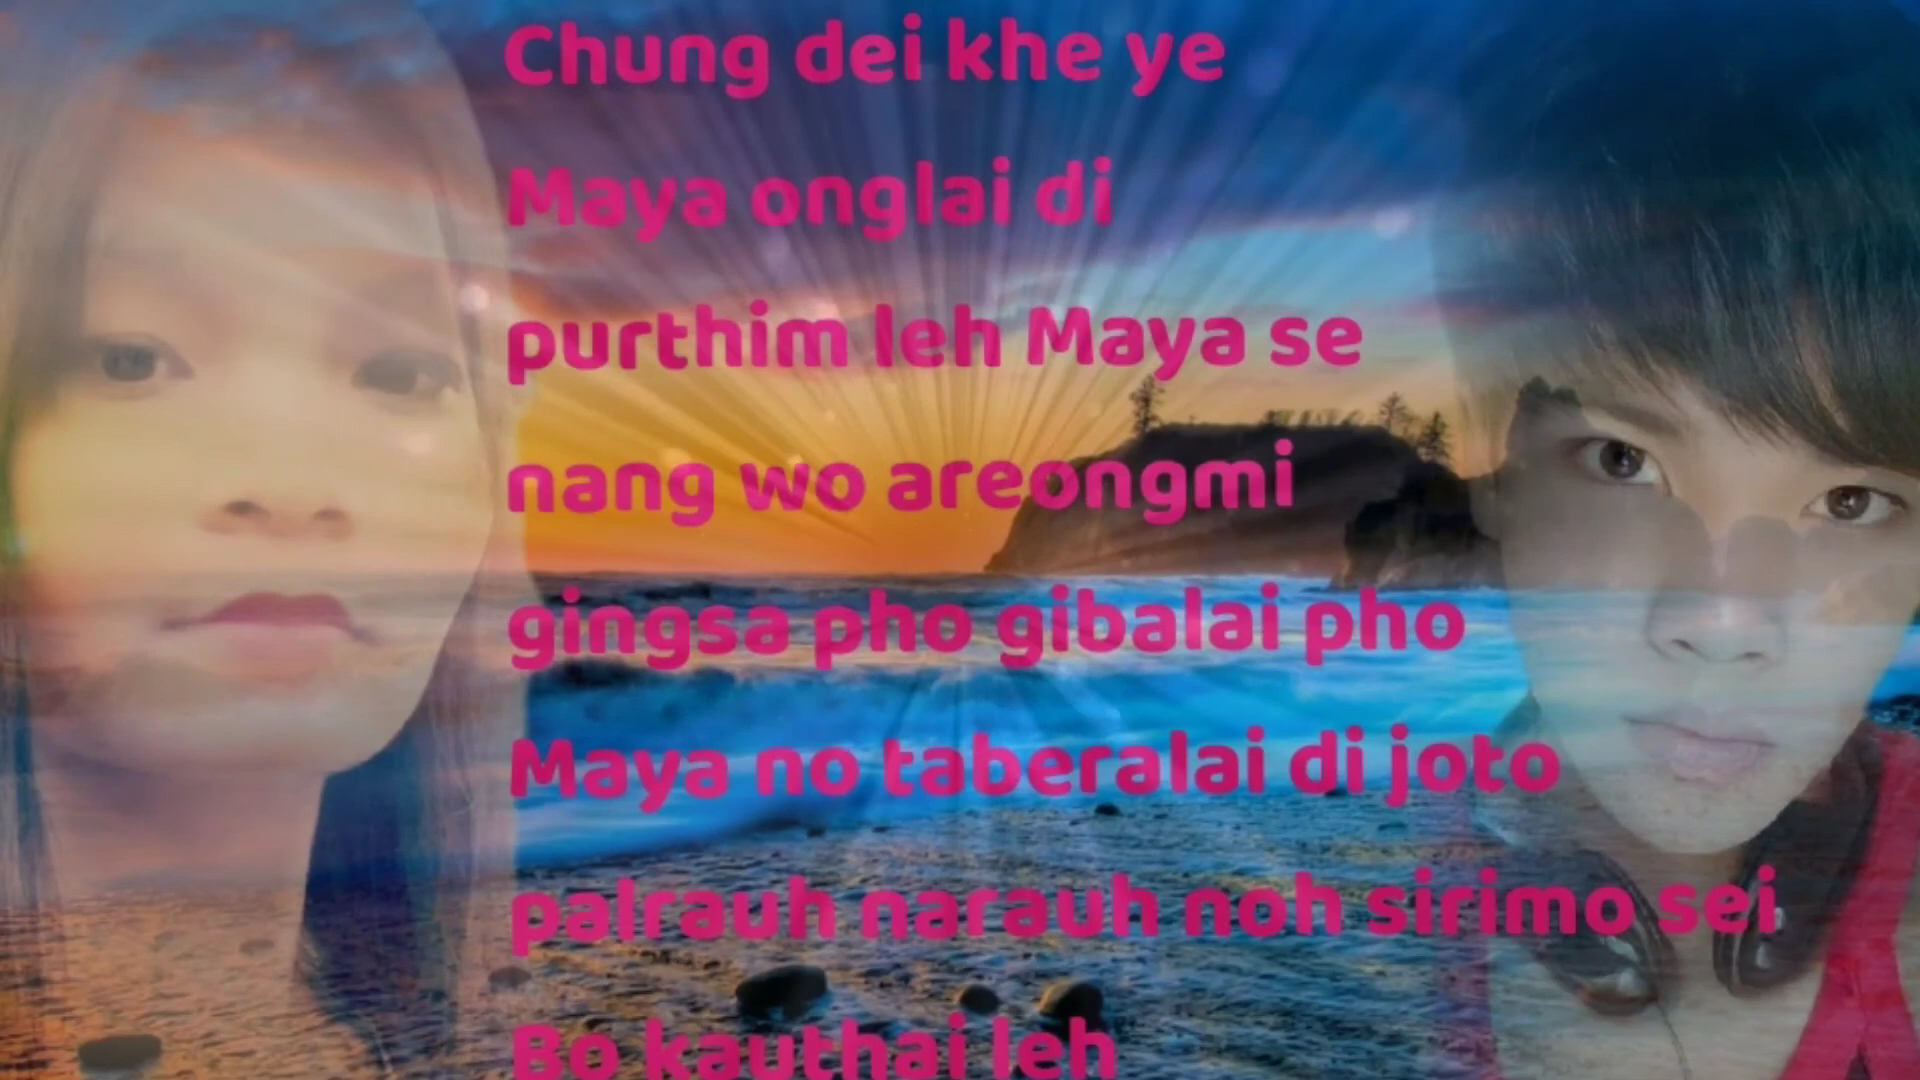 Chung dei khe ye
Maya onglai di
purthim leh Maya se
nang wo areongmi
gingsa pho gibalai pho
Maya no taberalai di joto
palrauh narauh noh sirimo sei
Bo kauthai leh